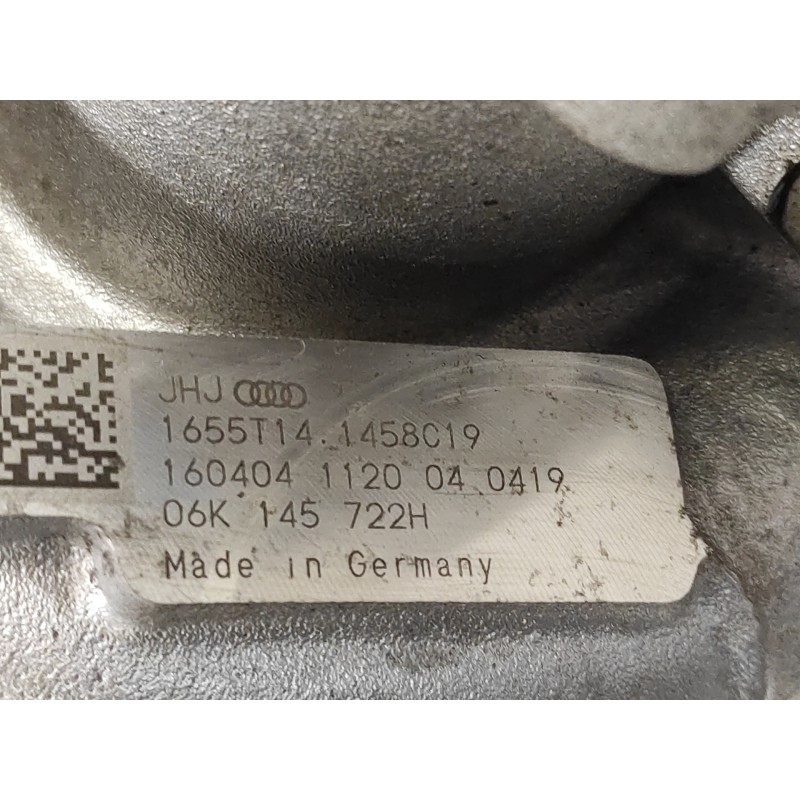 JHJ
1655T14.1458C19
160404 1120 04 0419
06K 145 722H
Made in Germany